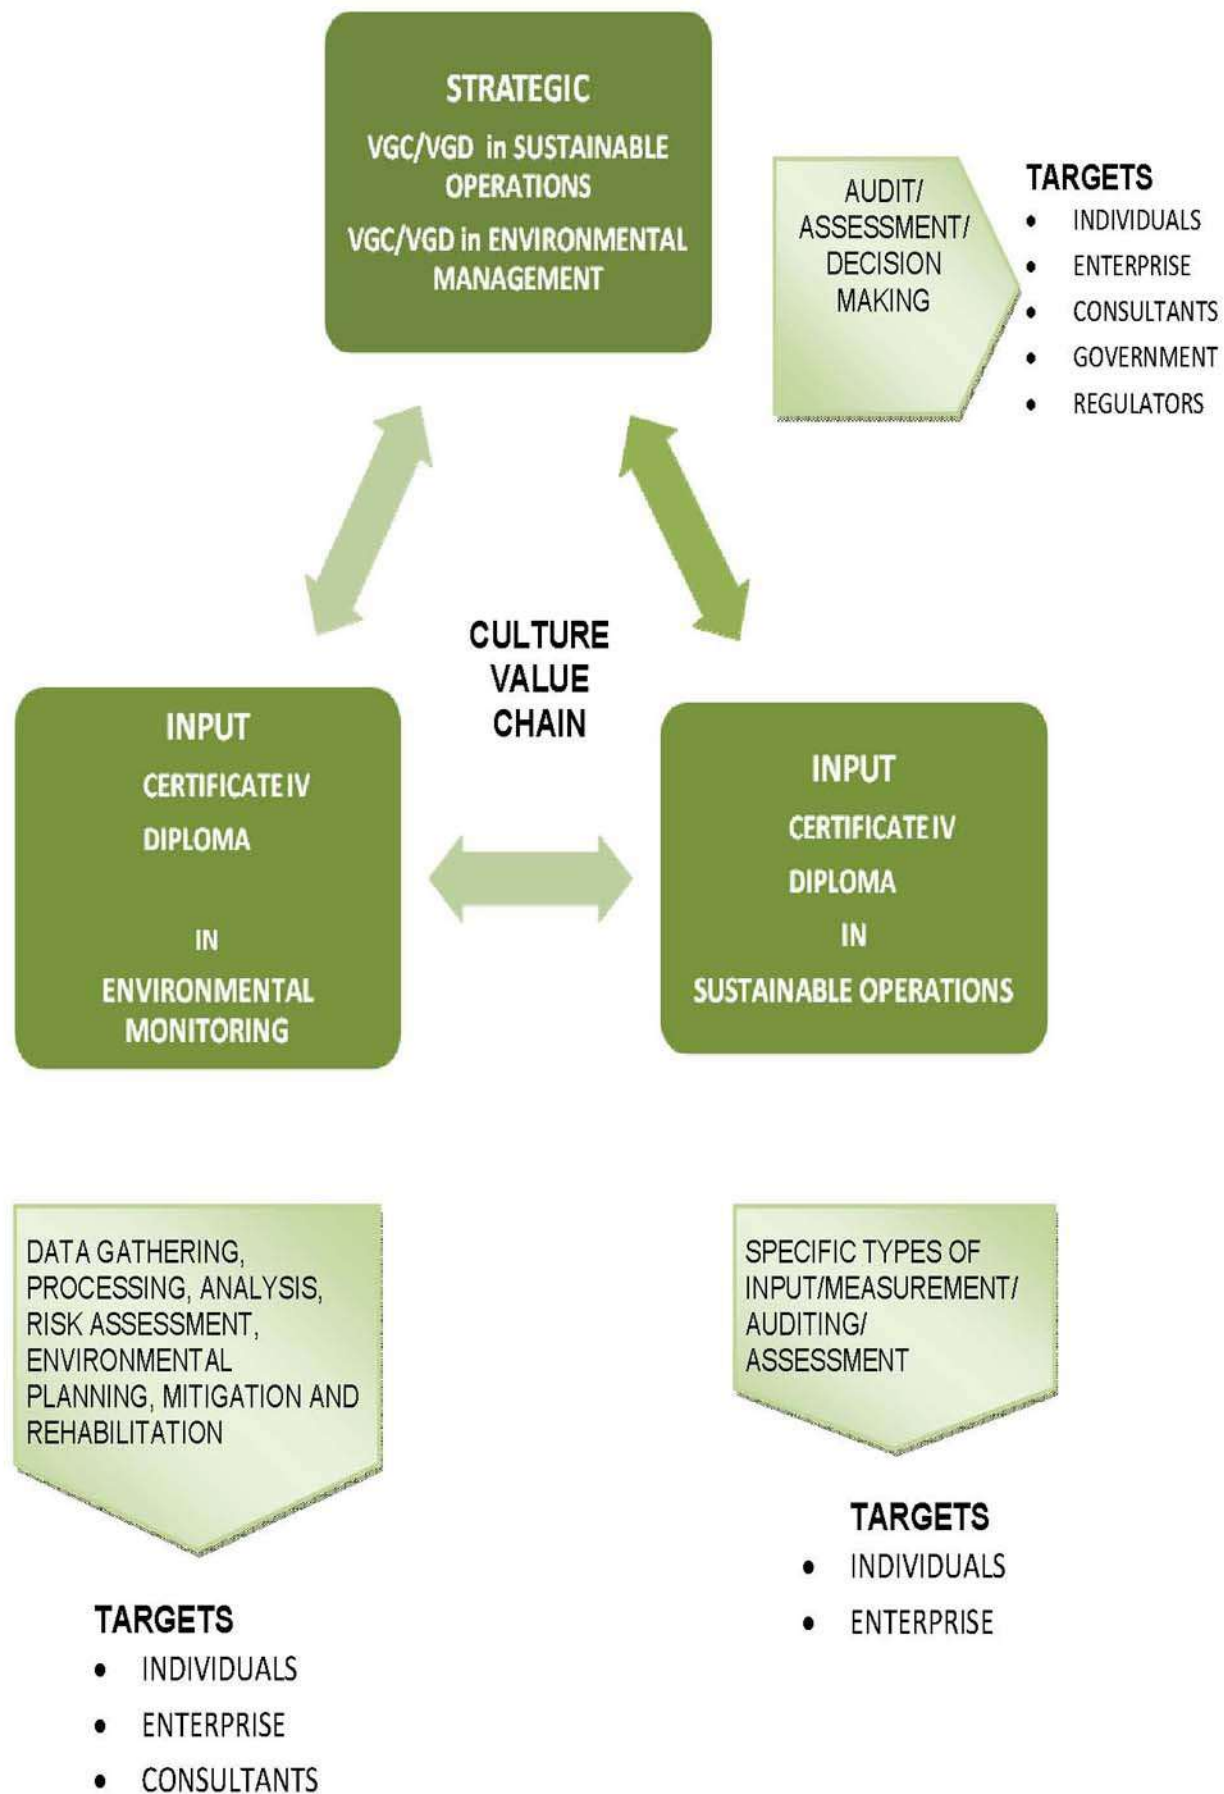 STRATEGIC
VGC/VGD in SUSTAINABLE
OPERATIONS
VGC/VGD in ENVIRONMENTAL
MANAGEMENT
AUDIT/
ASSESSMENT/
DECISION
MAKING
TARGETS
• INDIVIDUALS
• ENTERPRISE
• CONSULTANTS
• GOVERNMENT
• REGULATORS
CULTURE
VALUE
CHAIN
INPUT
CERTIFICATE IV
DIPLOMA
IN
ENVIRONMENTAL
MONITORING
INPUT
CERTIFICATE IV
DIPLOMA
IN
SUSTAINABLE OPERATIONS
DATA GATHERING,
PROCESSING, ANALYSIS,
RISK ASSESSMENT,
ENVIRONMENTAL
PLANNING, MITIGATION AND
REHABILITATION
TARGETS
• INDIVIDUALS
• ENTERPRISE
• CONSULTANTS
SPECIFIC TYPES OF
INPUT/MEASUREMENT/
AUDITING/
ASSESSMENT
TARGETS
• INDIVIDUALS
• ENTERPRISE